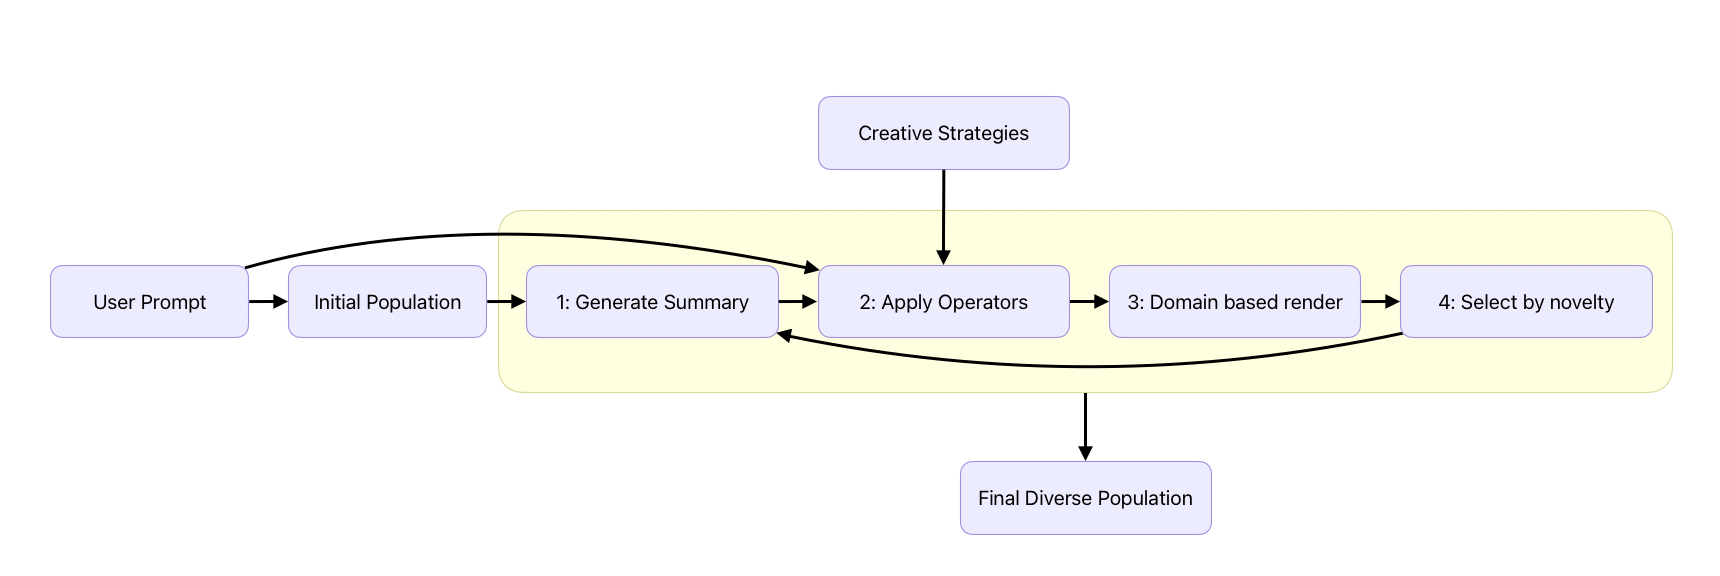 Creative Strategies
User Prompt
Initial Population
1: Generate Summary
2: Apply Operators
3: Domain based render
4: Select by novelty
Final Diverse Population